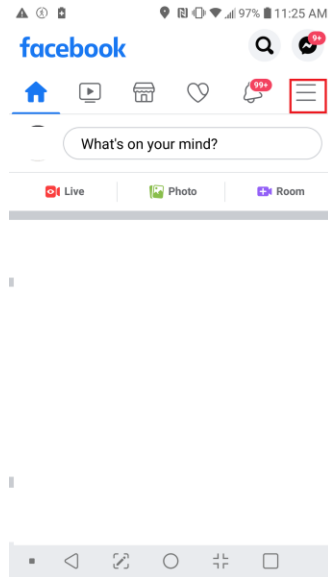 97% 11:25 AM
facebook
9+
99+
What's on your mind?
Live Photo Room